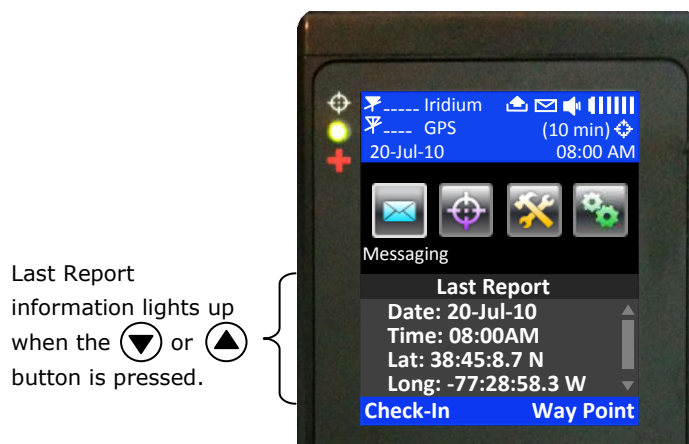 _____ Iridium
____ GPS (10 min)
20-Jul-10 08:00 AM
Messaging
Last Report
Last Report
information lights up
when the or
button is pressed.
Date: 20-Jul-10
Time: 08:00AM
Lat: 38:45:8.7 N
Long: -77:28:58.3 W
Check-In Way Point